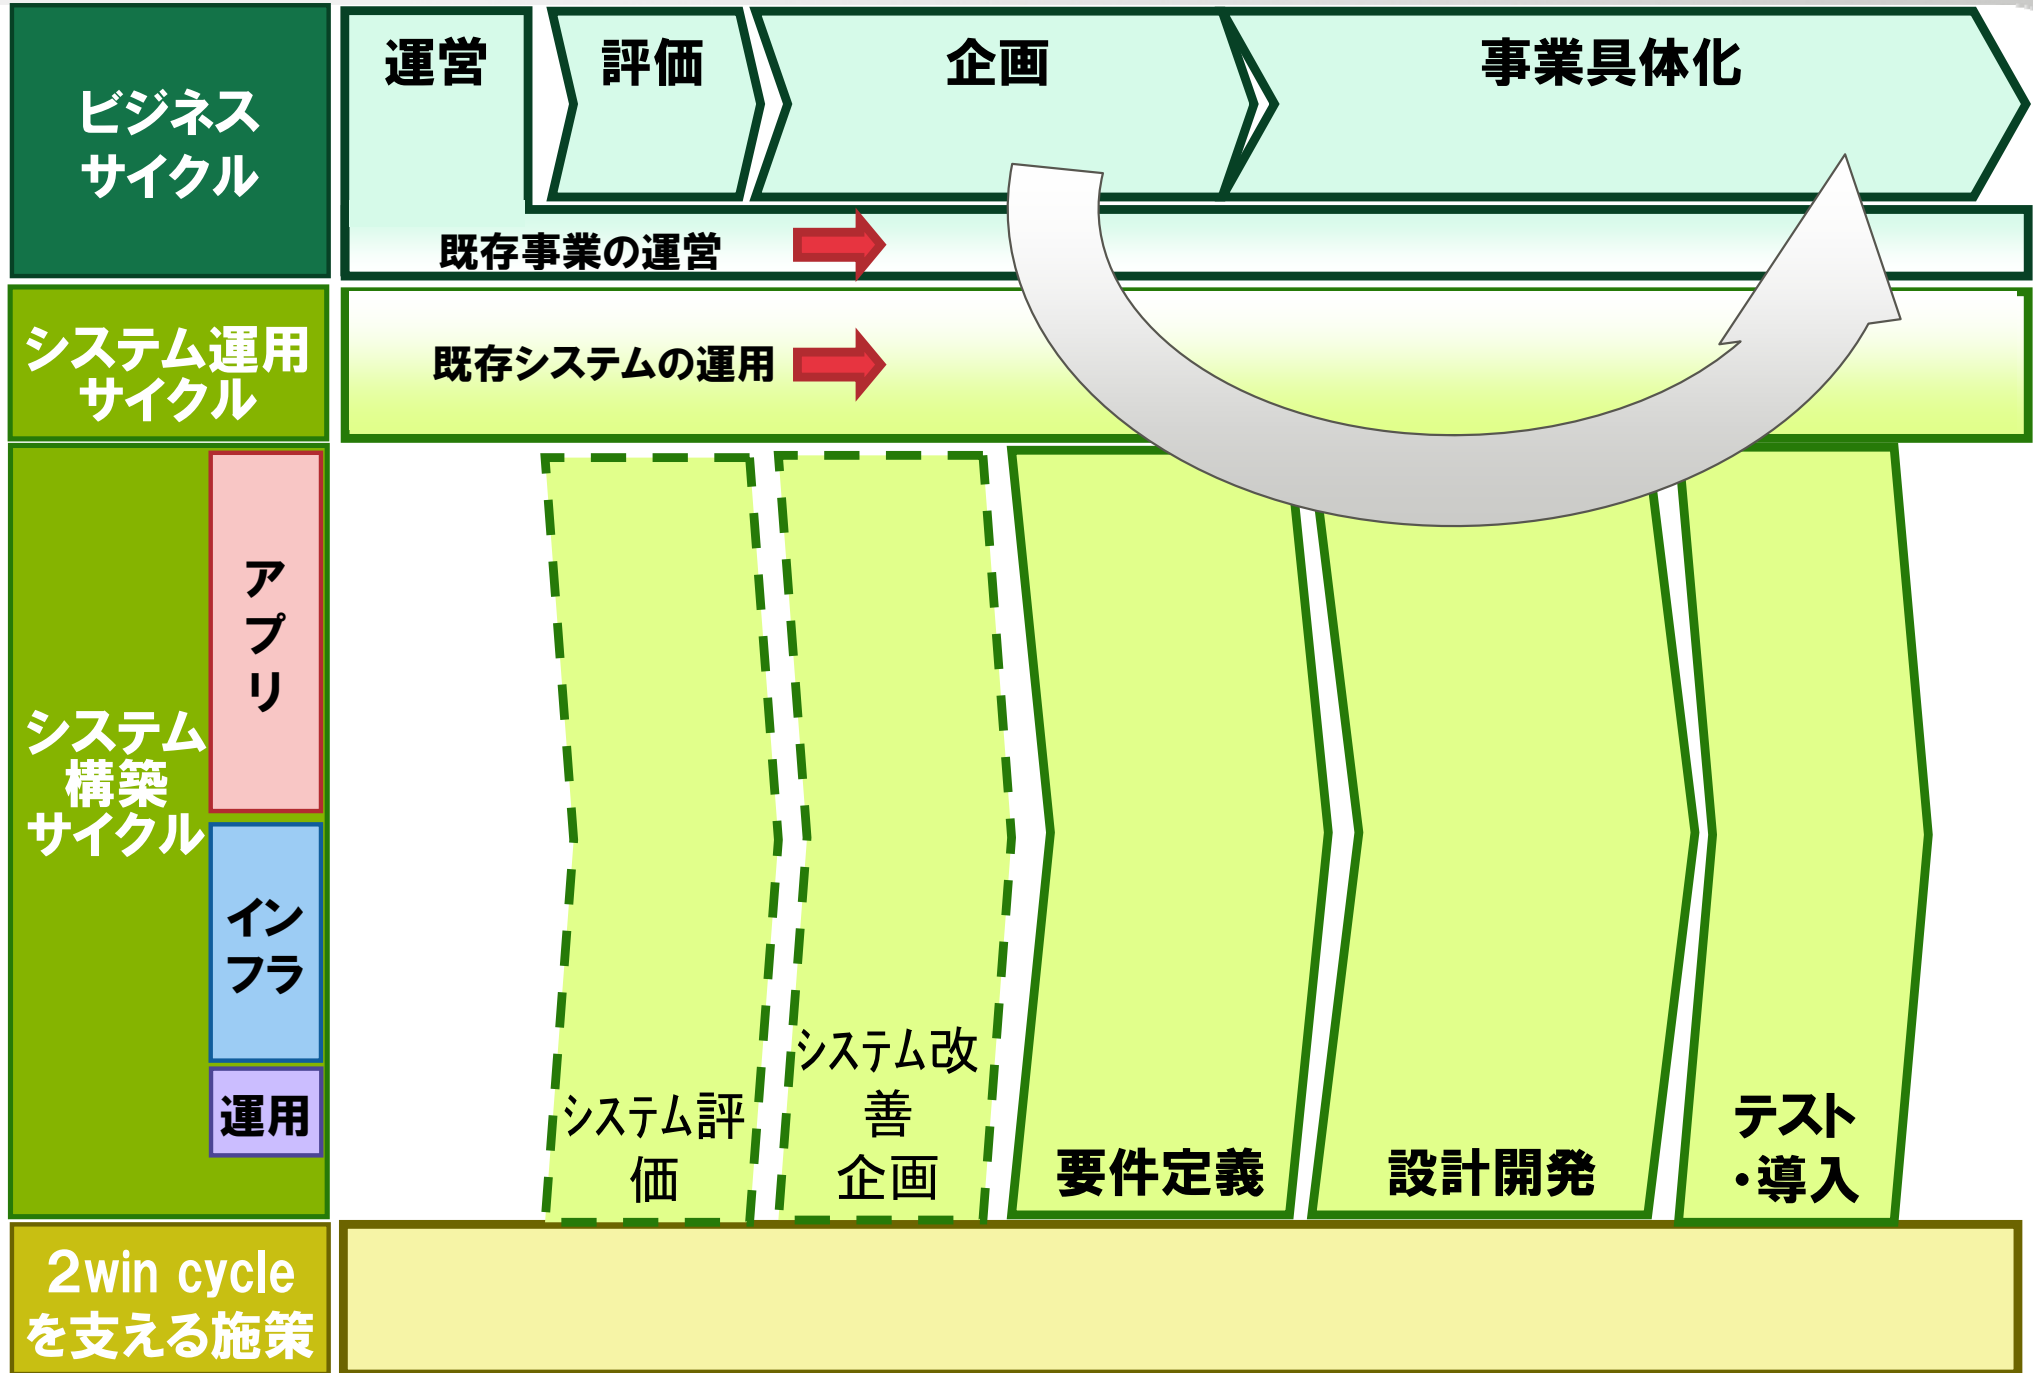 ビジネス
サイクル
運営
評価
企画
事業具体化
既存事業の運営
システム運用
サイクル
既存システムの運用
システム
構築
サイクル
ア
プ
リ
イン
フラ
運用
システム評
価
システム改
善
企画
要件定義
設計開発
テスト
・導入
２win cycle
を支える施策